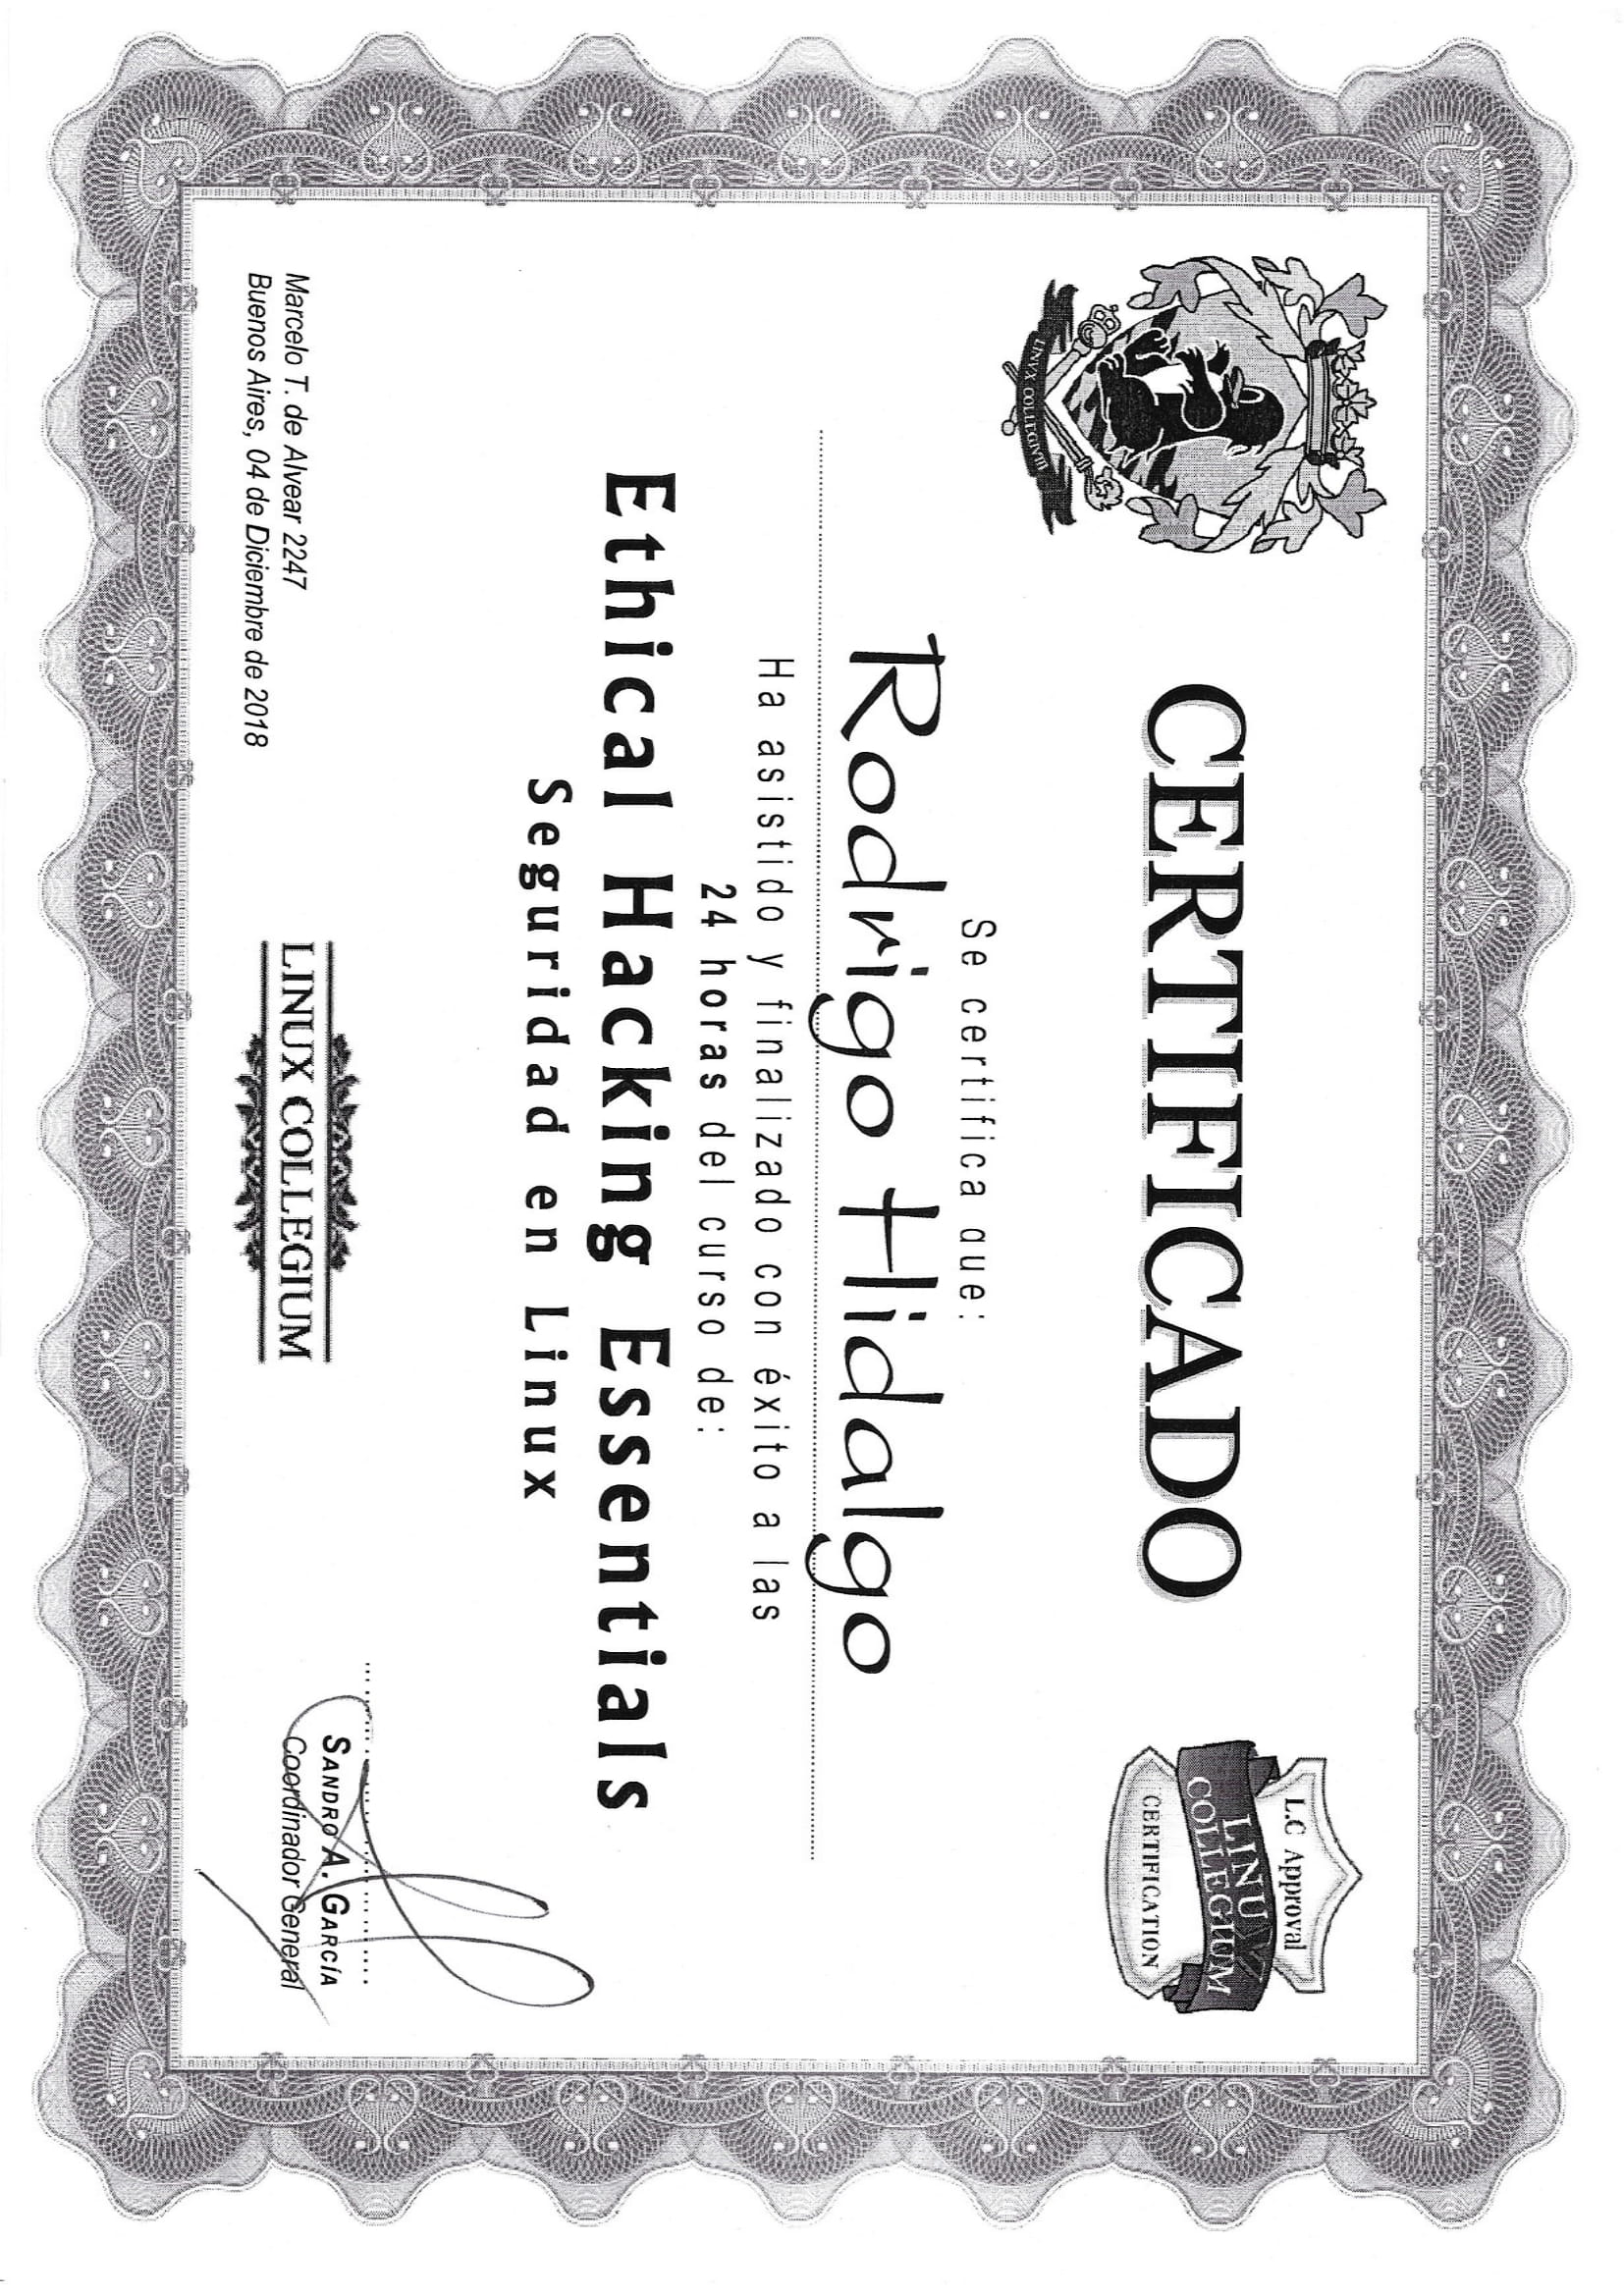 CERTIFICADO
L.C Approval
LINUX
COLLEGIUM
CERTIFICATION
LINVX COLLEGIVM
Se certifica que:
Rodrigo Hidalgo
Ha asistido y finalizado con éxito a las
24 horas del curso de:
Ethical Hacking Essentials
Seguridad en Linux
SANDRO A. GARCÍA
Coordinador General
LINUX COLLEGIUM
Marcelo T. de Alvear 2247
Buenos Aires, 04 de Diciembre de 2018